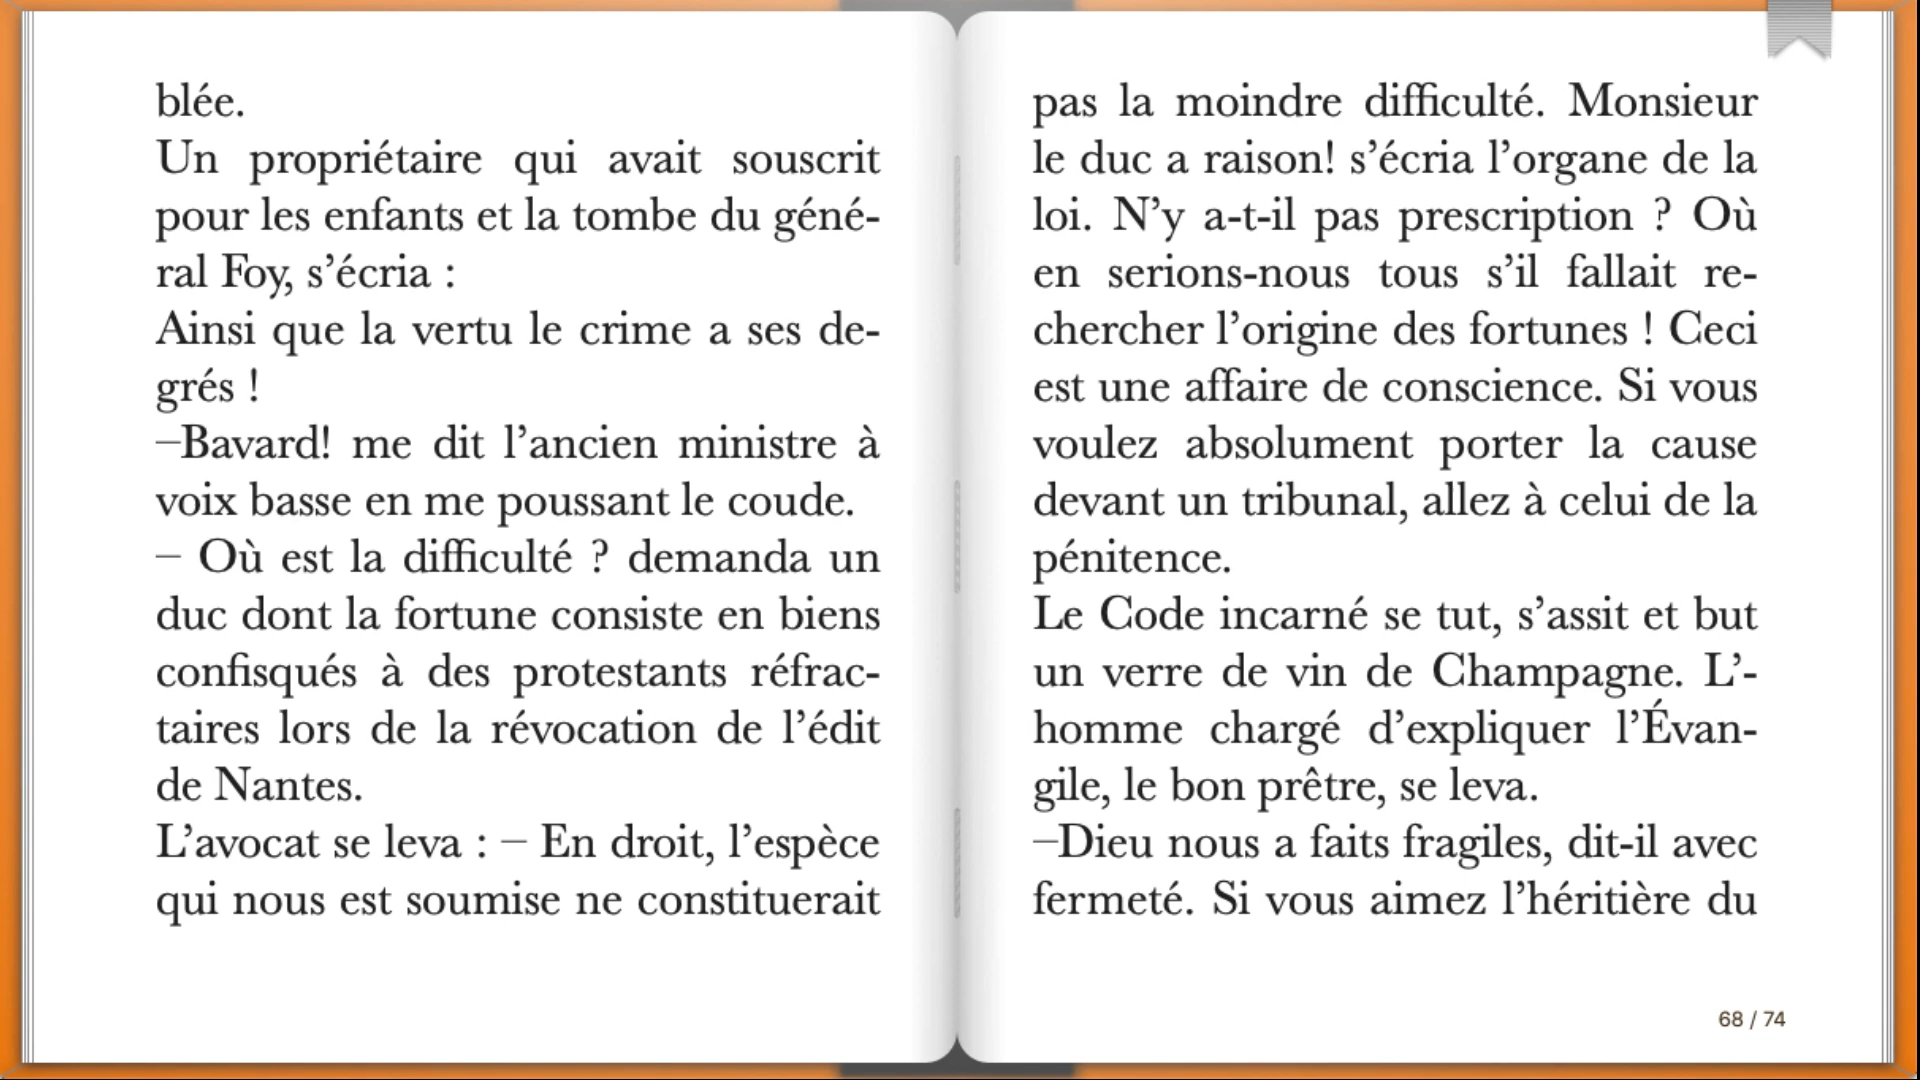 blée.
Un propriétaire qui avait souscrit
pour les enfants et la tombe du géné-
ral Foy, s’écria :
Ainsi que la vertu le crime a ses de-
grés !
–Bavard! me dit l’ancien ministre à
voix basse en me poussant le coude.
– Où est la difficulté ? demanda un
duc dont la fortune consiste en biens
confisqués à des protestants réfrac-
taires lors de la révocation de l’édit
de Nantes.
L’avocat se leva : – En droit, l’espèce
qui nous est soumise ne constituerait
pas la moindre difficulté. Monsieur
le duc a raison! s’écria l’organe de la
loi. N’y a-t-il pas prescription ? Où
en serions-nous tous s’il fallait re-
chercher l’origine des fortunes ! Ceci
est une affaire de conscience. Si vous
voulez absolument porter la cause
devant un tribunal, allez à celui de la
pénitence.
Le Code incarné se tut, s’assit et but
un verre de vin de Champagne. L’-
homme chargé d’expliquer l’Évan-
gile, le bon prêtre, se leva.
–Dieu nous a faits fragiles, dit-il avec
fermeté. Si vous aimez l’héritière du
68 / 74